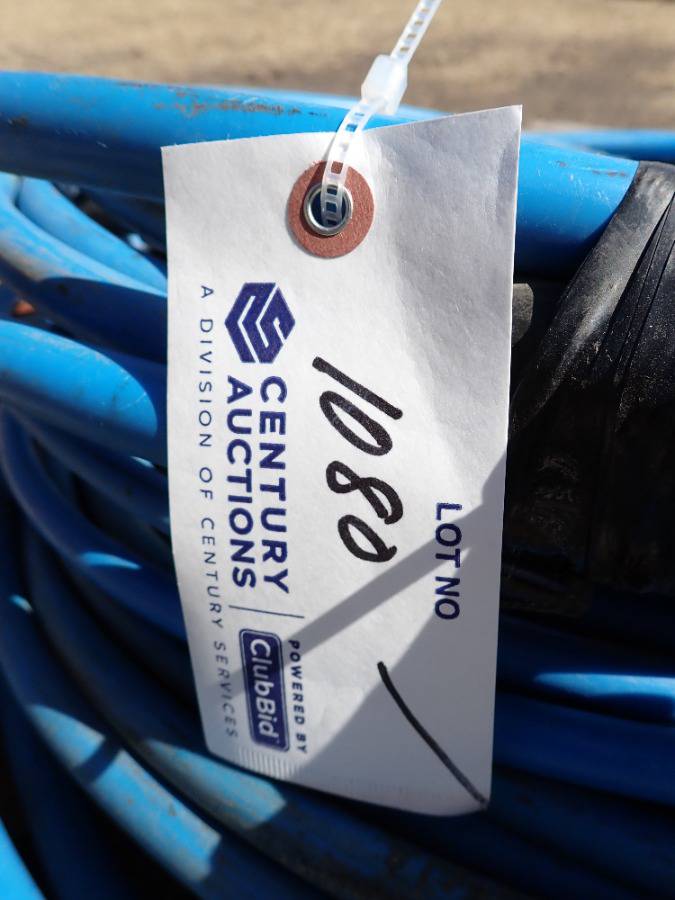 LOT NO
1080
CENTURY
AUCTIONS
A DIVISION OF CENTURY SERVICES
POWERED BY
ClubBid